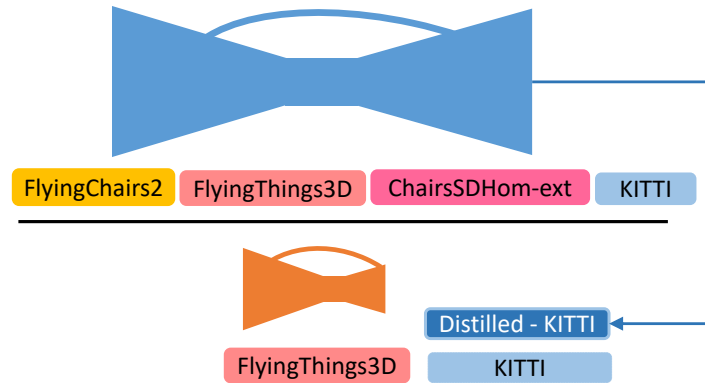 FlyingChairs2 FlyingThings3D ChairsSDHom-ext KITTI
Distilled - KITTI
FlyingThings3D KITTI